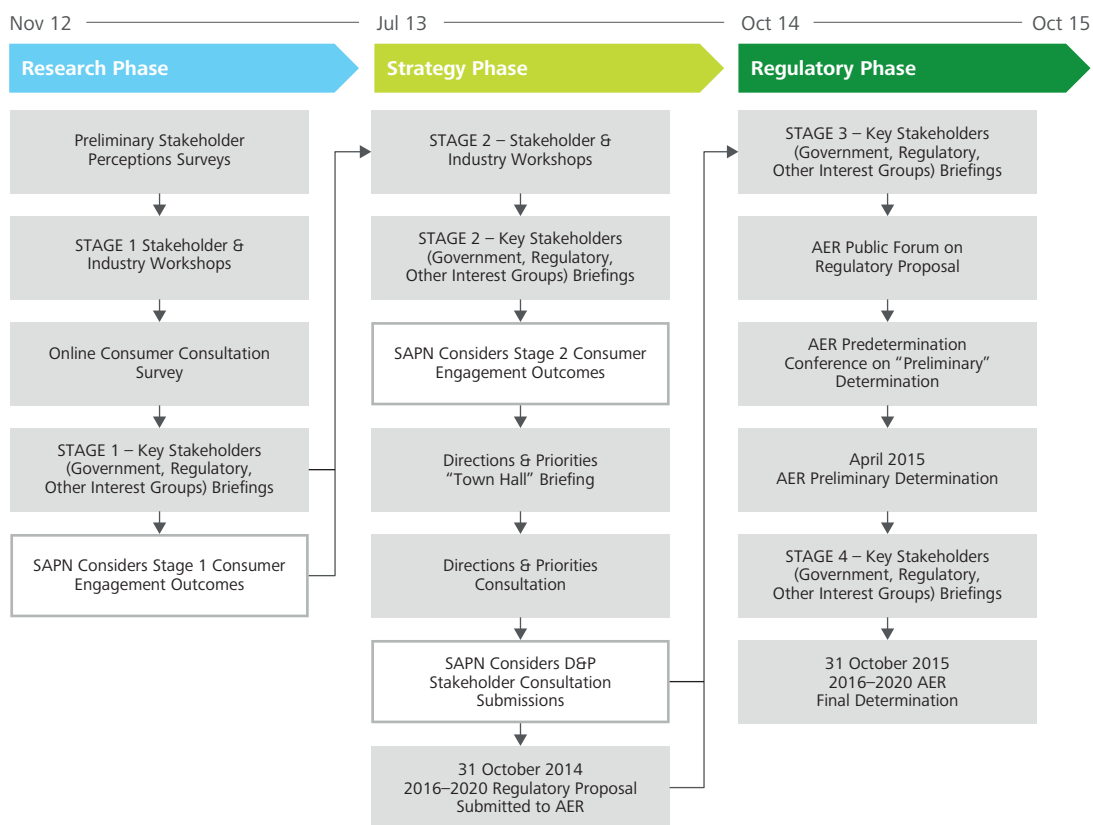 Nov 12
Jul 13
Oct 14
Oct 15
Research Phase
Strategy Phase
Regulatory Phase
Preliminary Stakeholder
Perceptions Surveys
STAGE 1 Stakeholder &
Industry Workshops
Online Consumer Consultation
Survey
STAGE 1 – Key Stakeholders
(Government, Regulatory,
Other Interest Groups) Briefings
SAPN Considers Stage 1 Consumer
Engagement Outcomes
STAGE 2 – Stakeholder &
Industry Workshops
STAGE 2 – Key Stakeholders
(Government, Regulatory,
Other Interest Groups) Briefings
SAPN Considers Stage 2 Consumer
Engagement Outcomes
Directions & Priorities
“Town Hall” Briefing
Directions & Priorities
Consultation
SAPN Considers D&P
Stakeholder Consultation
Submissions
31 October 2014
2016–2020 Regulatory Proposal
Submitted to AER
STAGE 3 – Key Stakeholders
(Government, Regulatory,
Other Interest Groups) Briefings
AER Public Forum on
Regulatory Proposal
AER Predetermination
Conference on “Preliminary”
Determination
April 2015
AER Preliminary Determination
STAGE 4 – Key Stakeholders
(Government, Regulatory,
Other Interest Groups) Briefings
31 October 2015
2016–2020 AER
Final Determination